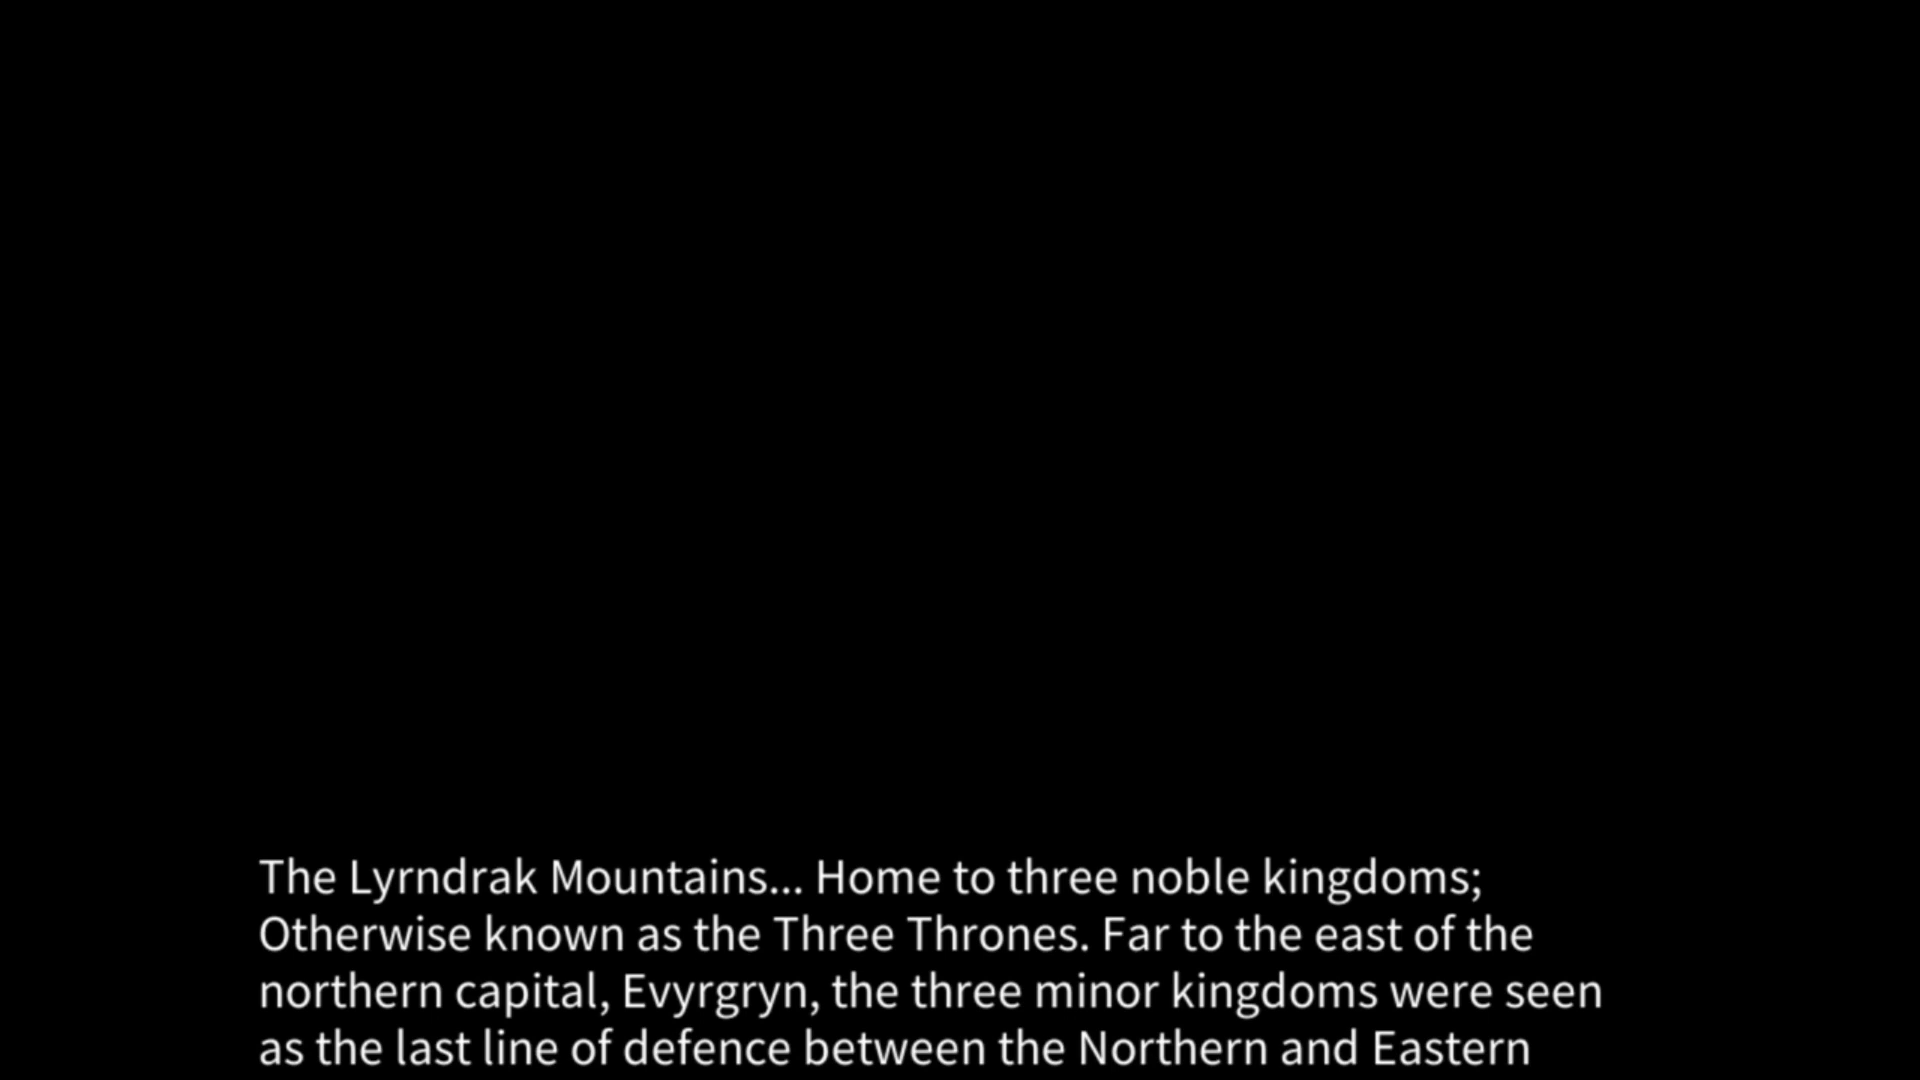 The Lyrndrak Mountains... Home to three noble kingdoms;
Otherwise known as the Three Thrones. Far to the east of the
northern capital, Evyrgryn, the three minor kingdoms were seen
as the last line of defence between the Northern and Eastern